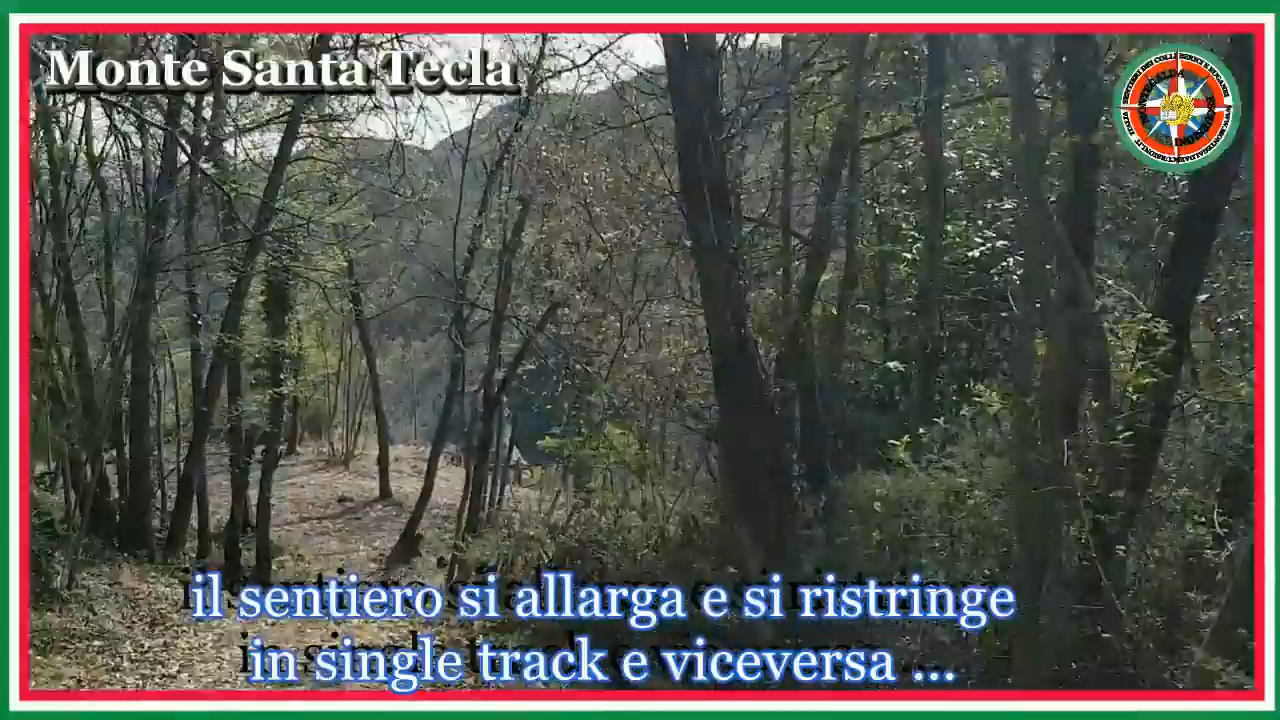 Monte Santa Tecla
il sentiero si allarga e si ristringe
in single track e viceversa ...